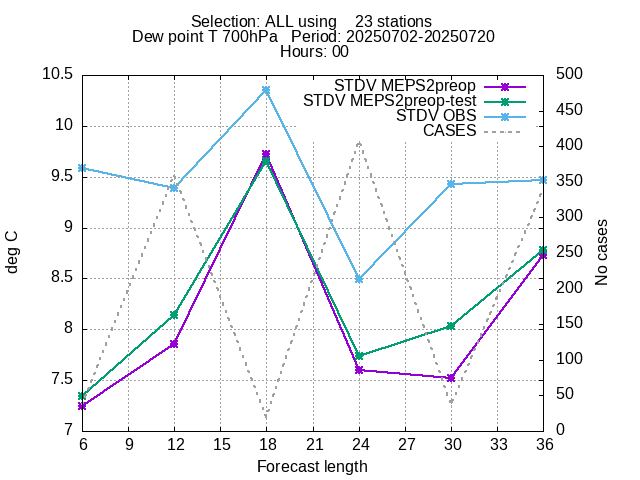 Selection: ALL using    23 stations
Dew point T 700hPa   Period: 20250702-20250720
Hours: 00
STDV MEPS2preop
STDV MEPS2preop-test
STDV OBS
CASES
deg C
10.5
10
9.5
9
8.5
8
7.5
7
500
450
400
350
300
250
200
150
100
50
0
No cases
6 9 12 15 18 21 24 27 30 33 36
Forecast length